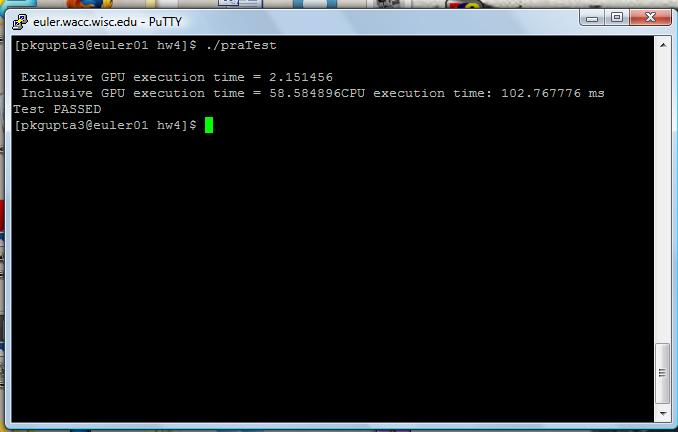 euler.wacc.wisc.edu - PuTTY
[pkgupta3@euler01 hw4]$ ./praTest
Exclusive GPU execution time = 2.151456
Inclusive GPU execution time = 58.584896CPU execution time: 102.767776 ms
Test PASSED
[pkgupta3@euler01 hw4]$